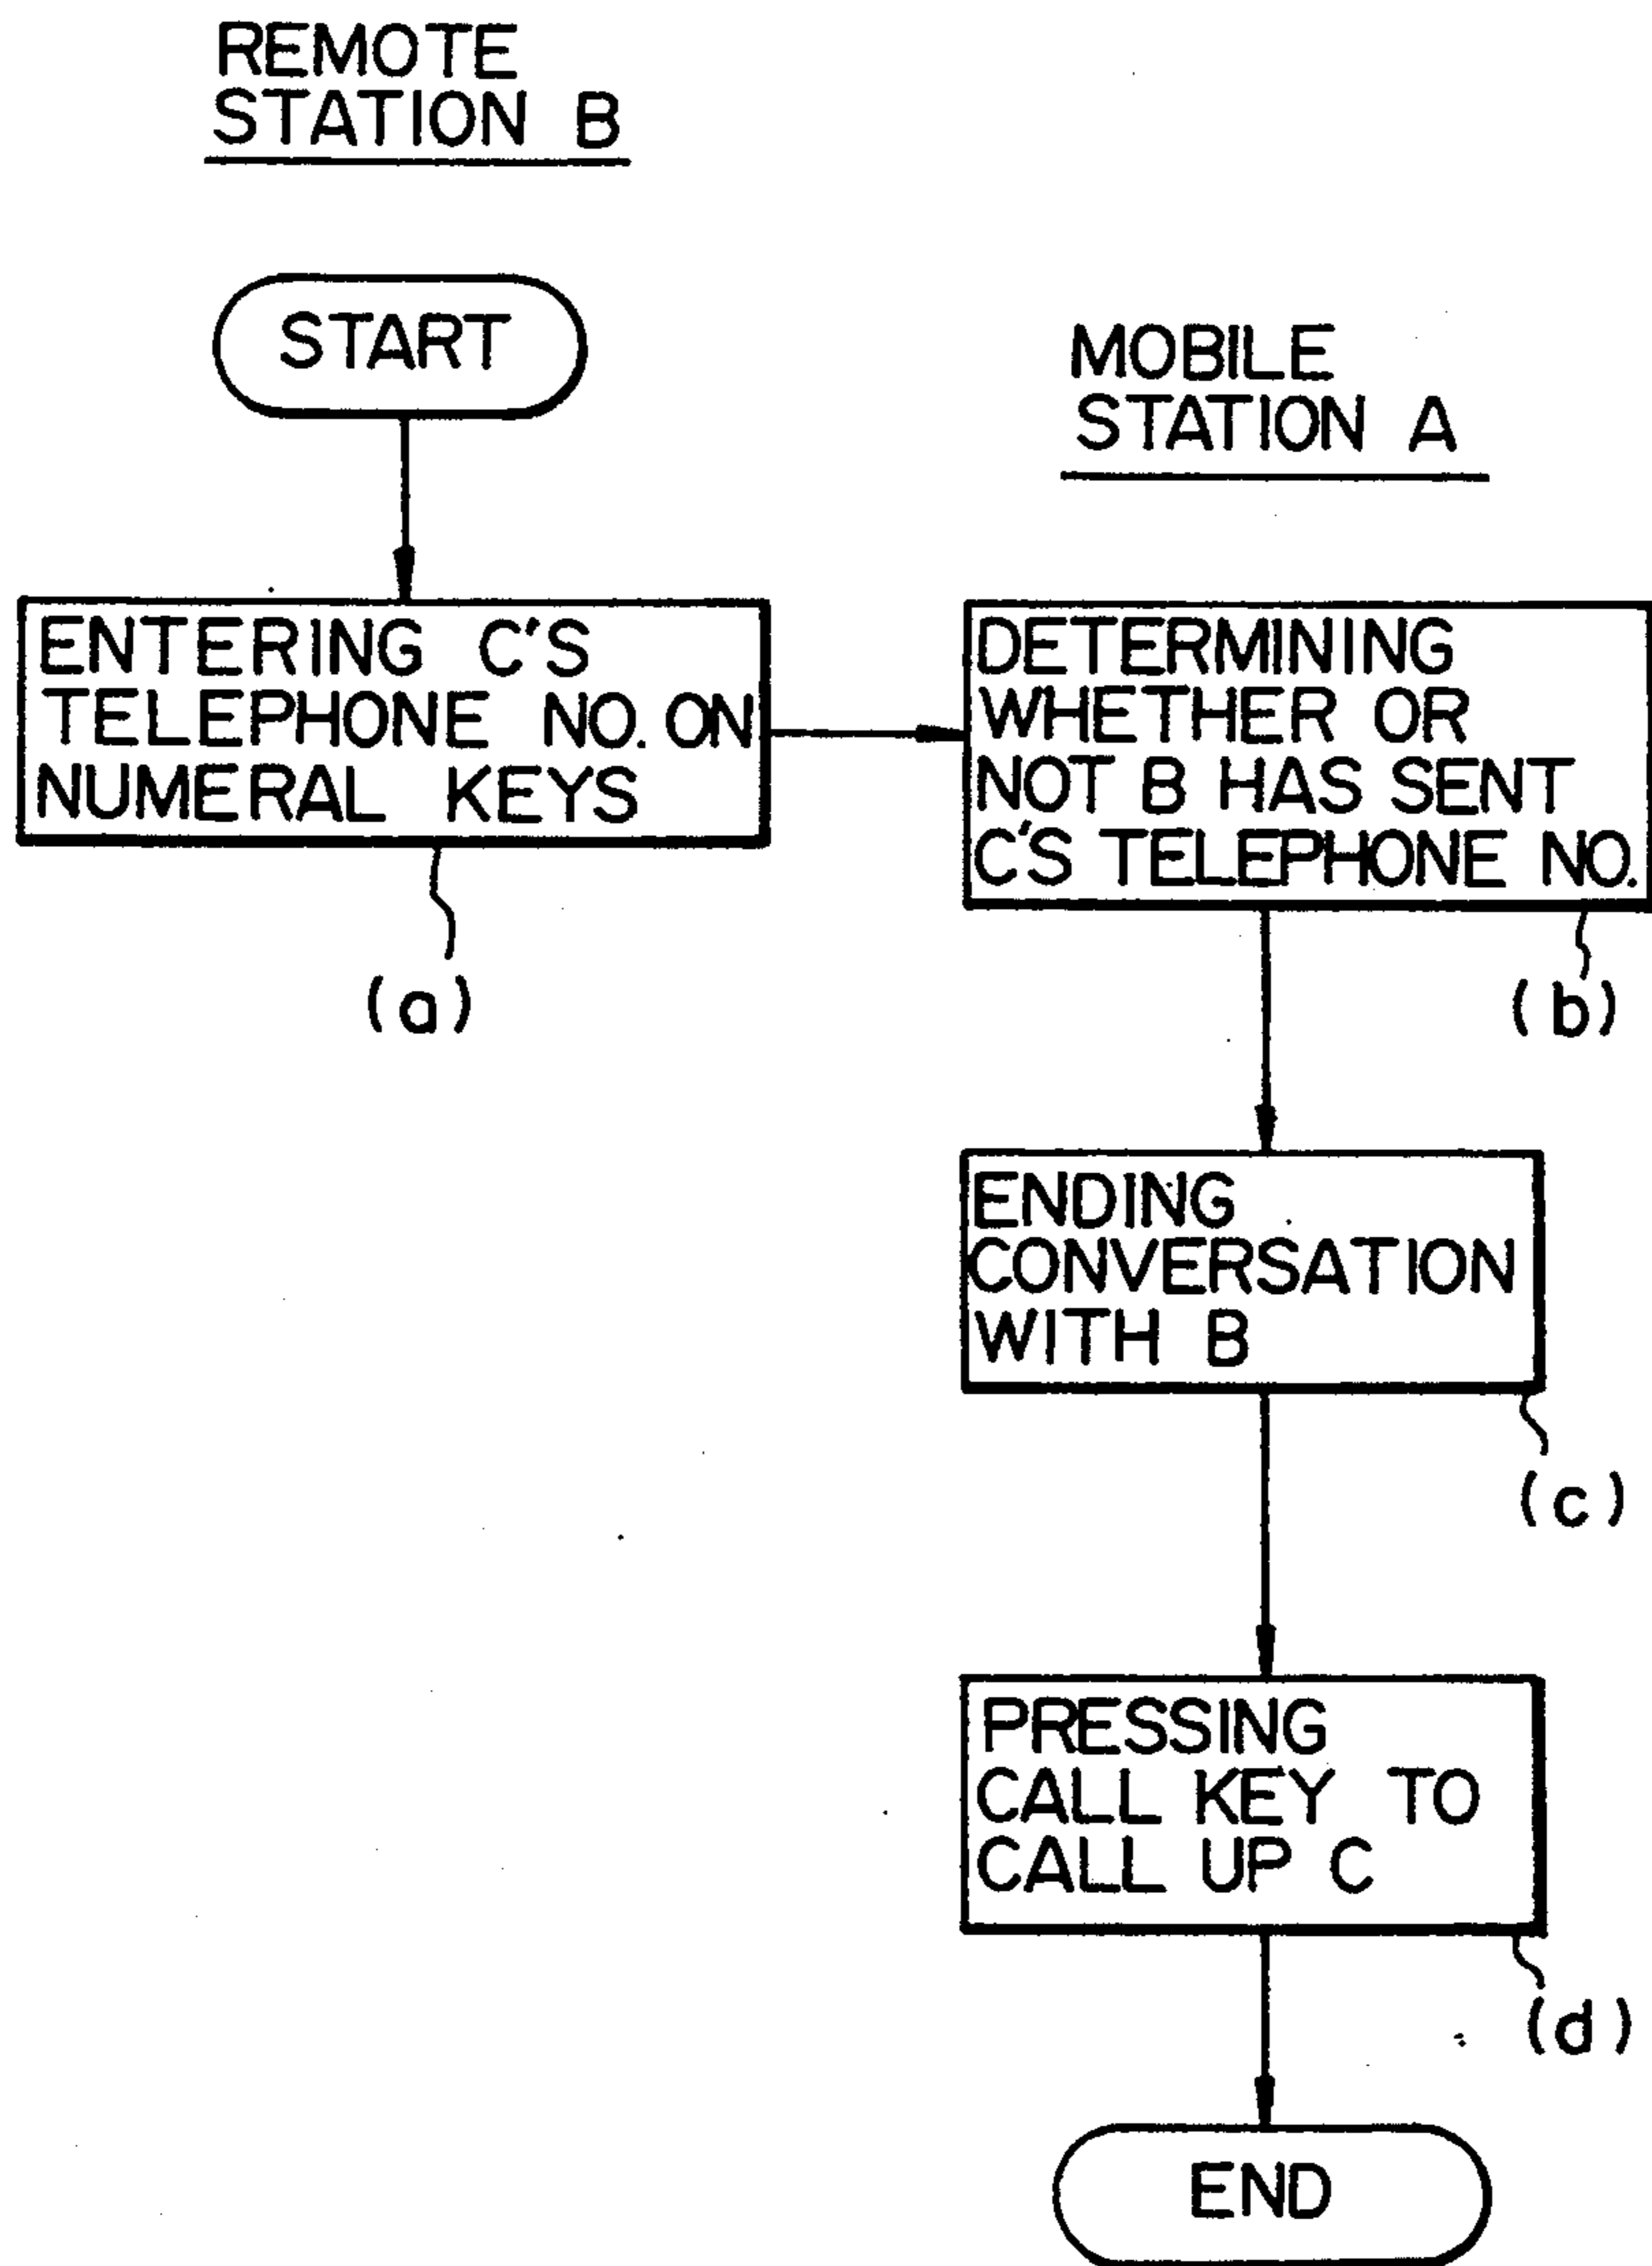 REMOTE
STATION B
START
ENTERING C'S
TELEPHONE NO. ON
NUMERAL KEYS
(a)
MOBILE
STATION A
DETERMINING
WHETHER OR
NOT B HAS SENT
C'S TELEPHONE NO.
(b)
ENDING
CONVERSATION
WITH B
(c)
PRESSING
CALL KEY TO
CALL UP C
(d)
END